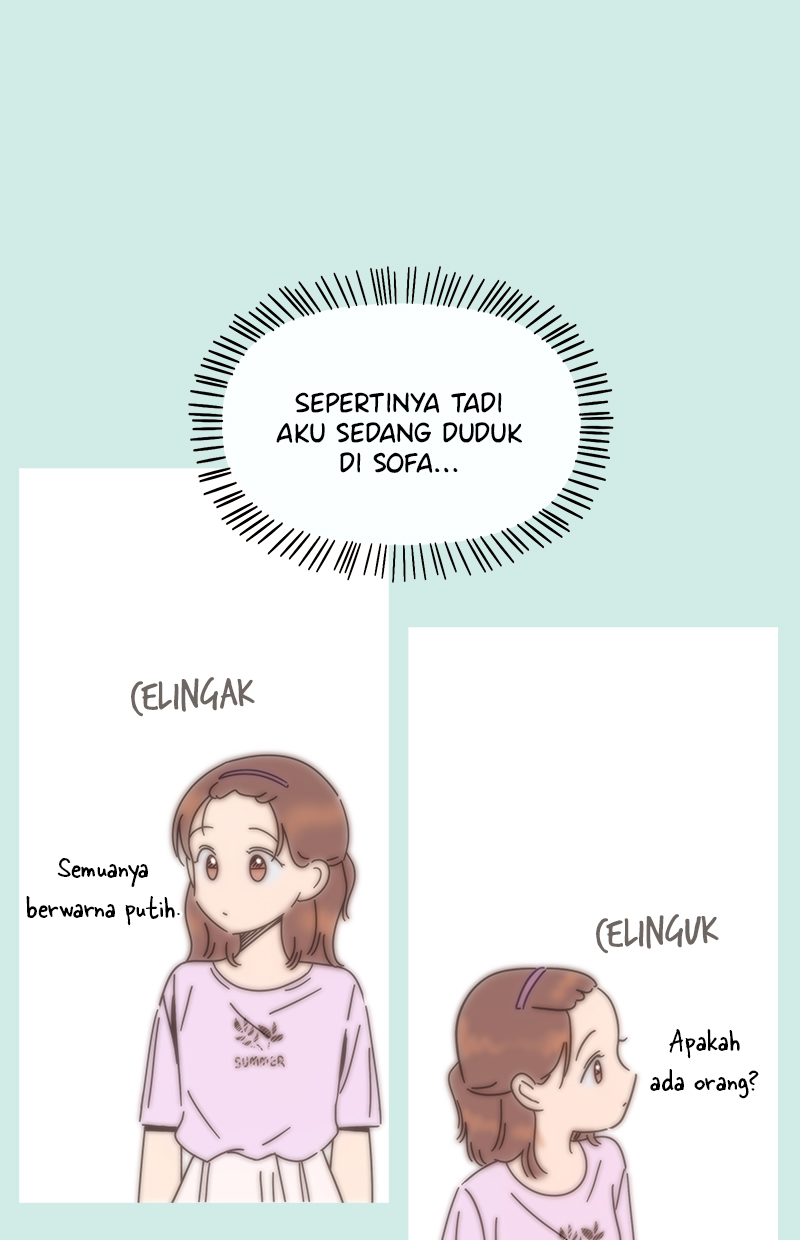 SEPERTINYA TADI
AKU SEDANG DUDUK
DI SOFA...
CELINGAK
Semuanya
berwarna putih.
SUMMER
CELINGUK
Apakah
ada orang?